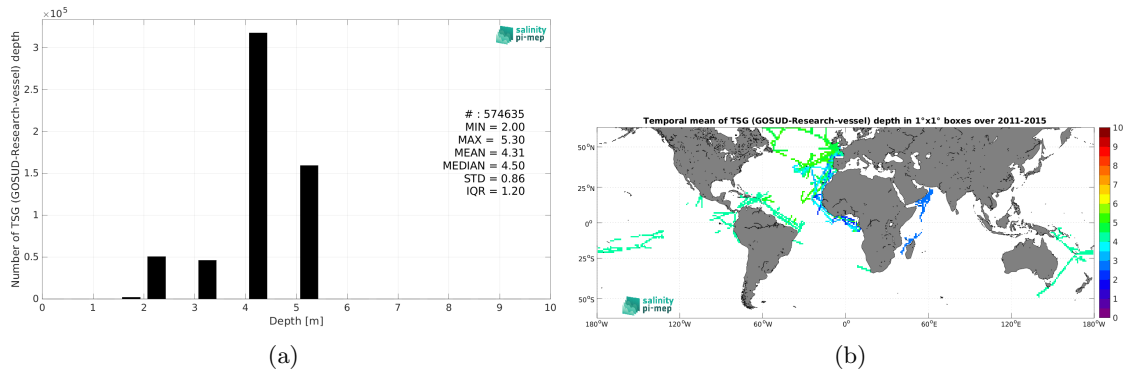 ×10⁵
3
2.5
2
1.5
1
0.5
0
Number of TSG (GOSUD-Research-vessel) depth
salinity
pi-mep
# : 574635
MIN = 2.00
MAX = 5.30
MEAN = 4.31
MEDIAN = 4.50
STD = 0.86
IQR = 1.20
0 1 2 3 4 5 6 7 8 9 10
Depth [m]
(a)
Temporal mean of TSG (GOSUD-Research-vessel) depth in 1°x1° boxes over 2011-2015
50°N
25°N
0°
25°S
50°S
salinity
pi-mep
180°W 120°W 60°W 0° 60°E 120°E 180°W
10
9
8
7
6
5
4
3
2
1
0
(b)